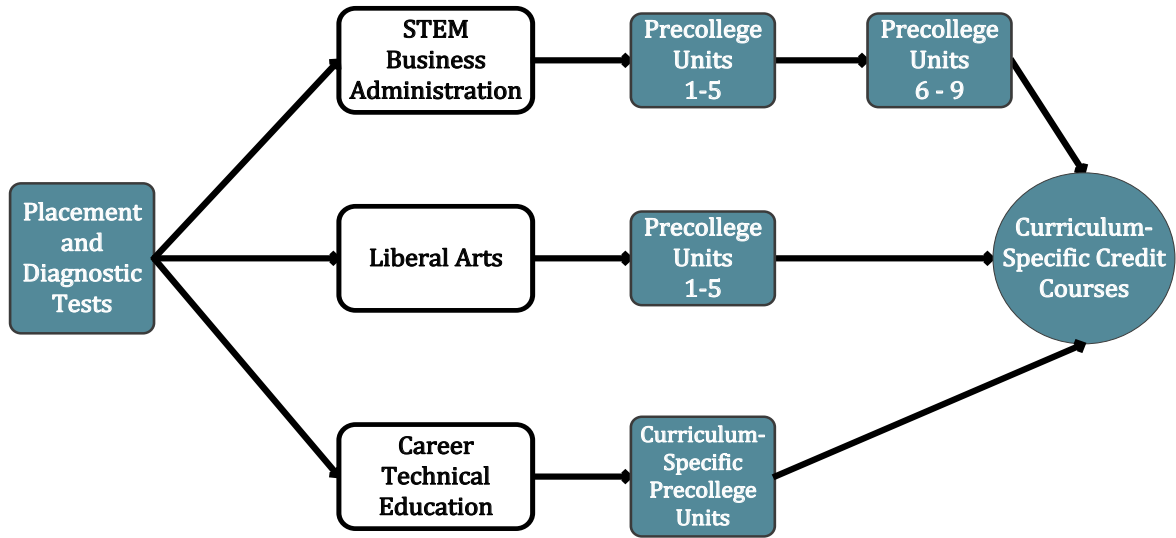 Placement
and
Diagnostic
Tests
STEM
Business
Administration
Precollege
Units
1-5
Precollege
Units
6 - 9
Liberal Arts
Precollege
Units
1-5
Career
Technical
Education
Curriculum-
Specific
Precollege
Units
Curriculum-
Specific Credit
Courses